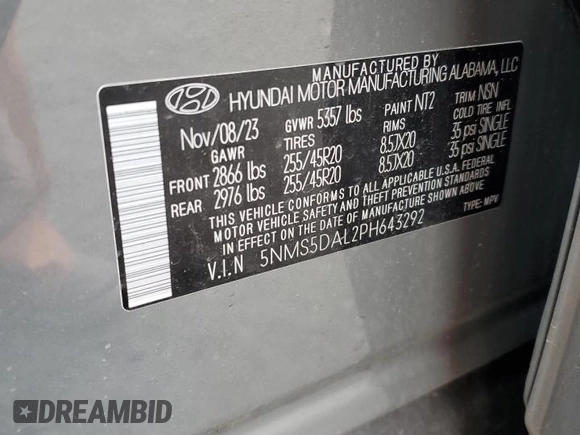 MANUFACTURED BY
HYUNDAI MOTOR MANUFACTURING ALABAMA, LLC
Nov/08/23 GVWR 5357 lbs PAINT NT2 TRIM NSN
GAWR TIRES RIMS COLD TIRE INFL
FRONT 2866 lbs 255/45R20 8.5JX20 35 psi SINGLE
REAR 2976 lbs 255/45R20 8.5JX20 35 psi SINGLE
THIS VEHICLE CONFORMS TO ALL APPLICABLE U.S.A. FEDERAL
MOTOR VEHICLE SAFETY AND THEFT PREVENTION STANDARDS
IN EFFECT ON THE DATE OF MANUFACTURE SHOWN ABOVE.
V.I.N 5NMS5DAL2PH643292 TYPE: MPV
DREAMBID